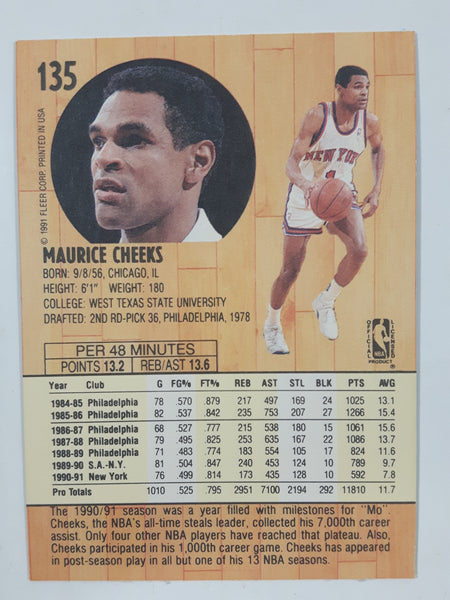 135
© 1991 FLEER CORP. PRINTED IN USA
NEW YORK
1
MAURICE CHEEKS
BORN: 9/8/56, CHICAGO, IL
HEIGHT: 6'1" WEIGHT: 180
COLLEGE: WEST TEXAS STATE UNIVERSITY
DRAFTED: 2ND RD-PICK 36, PHILADELPHIA, 1978
OFFICIAL LICENSED
NBA
PRODUCT ®
PER 48 MINUTES
POINTS 13.2 REB/AST 13.6
Year Club G FG% FT% REB AST STL BLK PTS AVG
1984-85 Philadelphia 78 .570 .879 217 497 169 24 1025 13.1
1985-86 Philadelphia 82 .537 .842 235 753 207 27 1266 15.4
1986-87 Philadelphia 68 .527 .777 215 538 180 15 1061 15.6
1987-88 Philadelphia 79 .495 .825 253 635 167 22 1086 13.7
1988-89 Philadelphia 71 .483 .774 183 554 105 17 824 11.6
1989-90 S.A.-N.Y. 81 .504 .847 240 453 124 10 789 9.7
1990-91 New York 76 .499 .814 173 435 128 10 592 7.8
Pro Totals 1010 .525 .795 2951 7100 2194 292 11810 11.7
The 1990/91 season was a year filled with milestones for "Mo".
Cheeks, the NBA's all-time steals leader, collected his 7,000th career
assist. Only four other NBA players have reached that plateau. Also,
Cheeks participated in his 1,000th career game. Cheeks has appeared
in post-season play in all but one of his 13 NBA seasons.